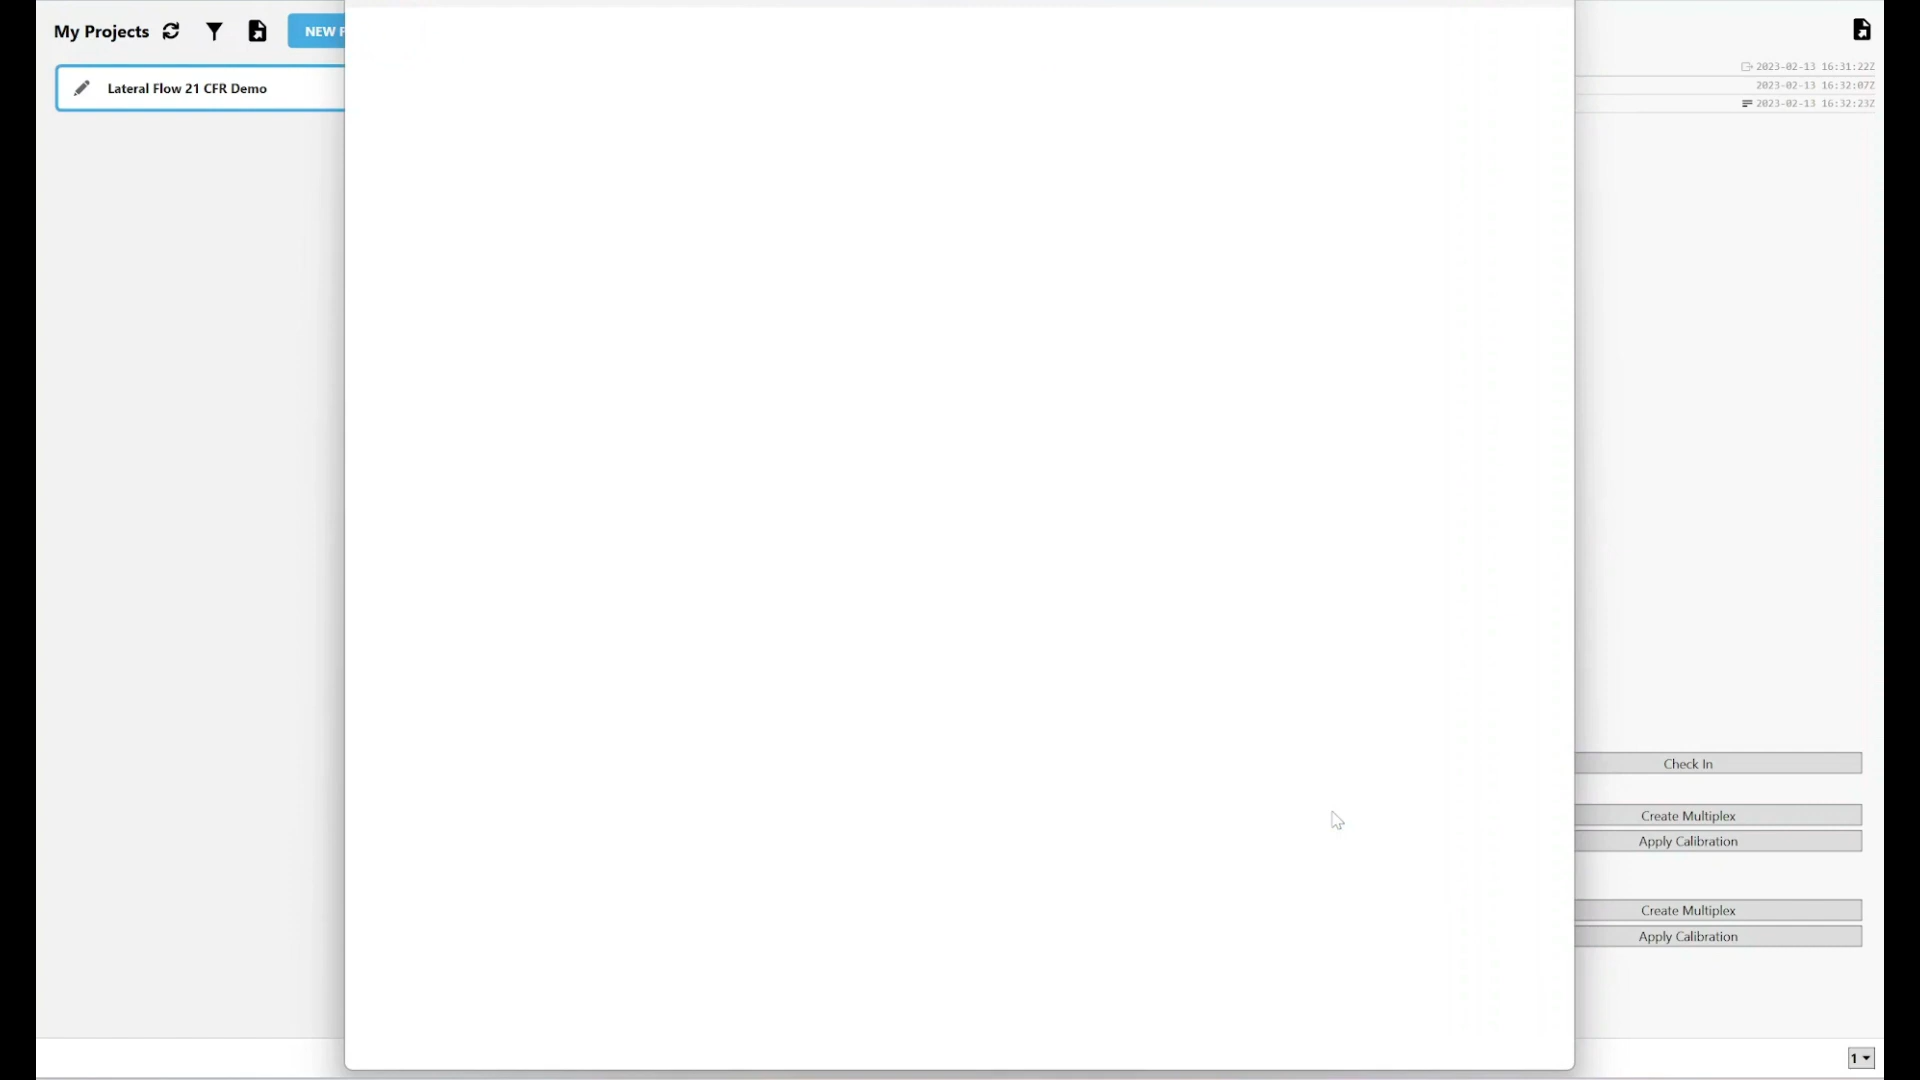 My Projects
NEW P
Lateral Flow 21 CFR Demo
2023-02-13 16:31:22Z
2023-02-13 16:32:07Z
2023-02-13 16:32:23Z
Check In
Create Multiplex
Apply Calibration
Create Multiplex
Apply Calibration
1